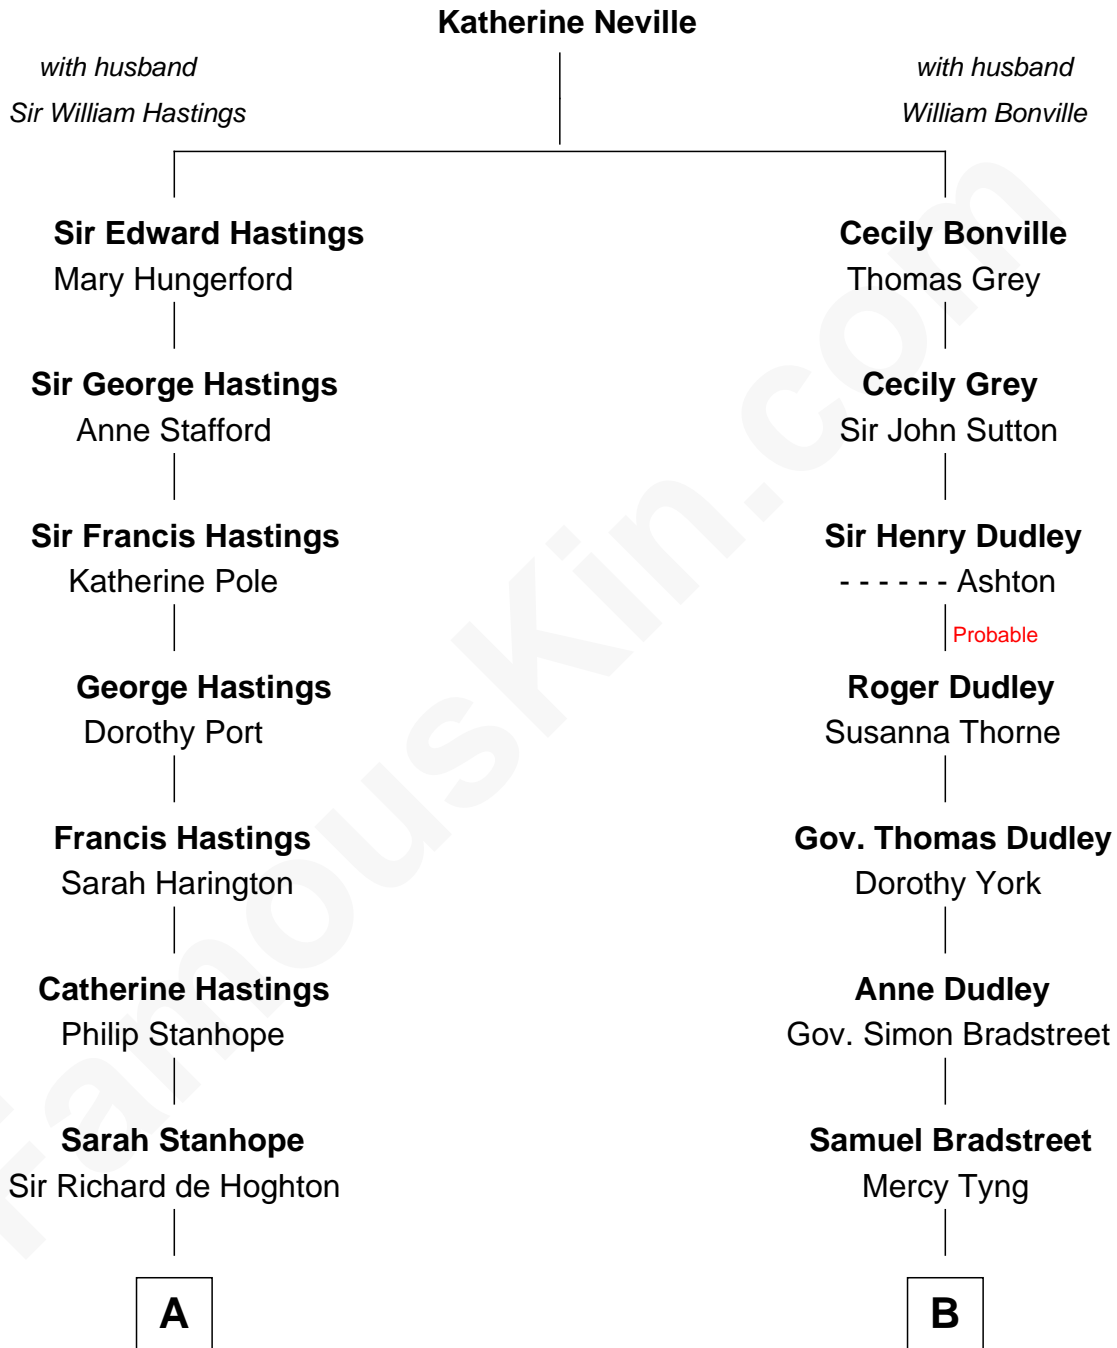 Katherine Neville
with husband
Sir William Hastings
with husband
William Bonville
Sir Edward Hastings
Mary Hungerford
Cecily Bonville
Thomas Grey
Sir George Hastings
Anne Stafford
Cecily Grey
Sir John Sutton
Sir Francis Hastings
Katherine Pole
Sir Henry Dudley
- - - - - - Ashton
Probable
George Hastings
Dorothy Port
Roger Dudley
Susanna Thorne
Francis Hastings
Sarah Harington
Gov. Thomas Dudley
Dorothy York
Catherine Hastings
Philip Stanhope
Anne Dudley
Gov. Simon Bradstreet
Sarah Stanhope
Sir Richard de Hoghton
Samuel Bradstreet
Mercy Tyng
A
B
FamousKin.com